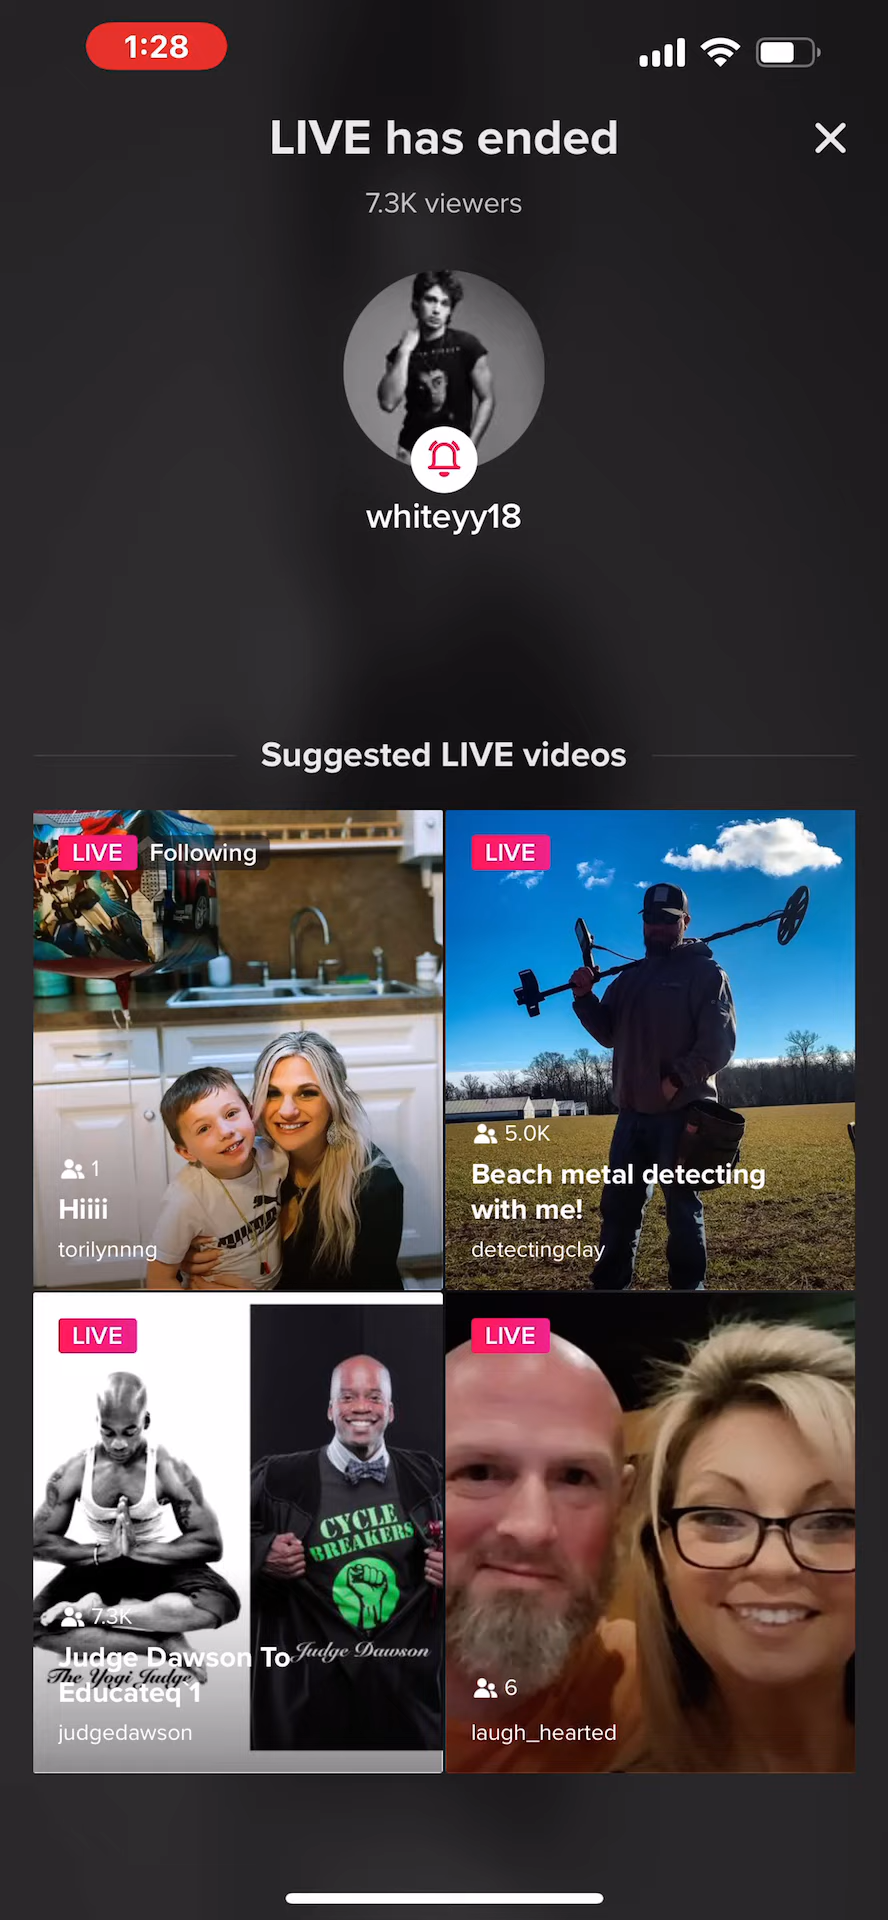 1:28
LIVE has ended
7.3K viewers
whiteyy18
Suggested LIVE videos
LIVE Following
1
Hiiii
torilynnng
LIVE
5.0K
Beach metal detecting
with me!
detectingclay
LIVE
CYCLE
BREAKERS
7.3K
Judge Dawson To
Educateq 1
Judge Dawson
The Yogi Judge
judgedawson
LIVE
6
laugh_hearted